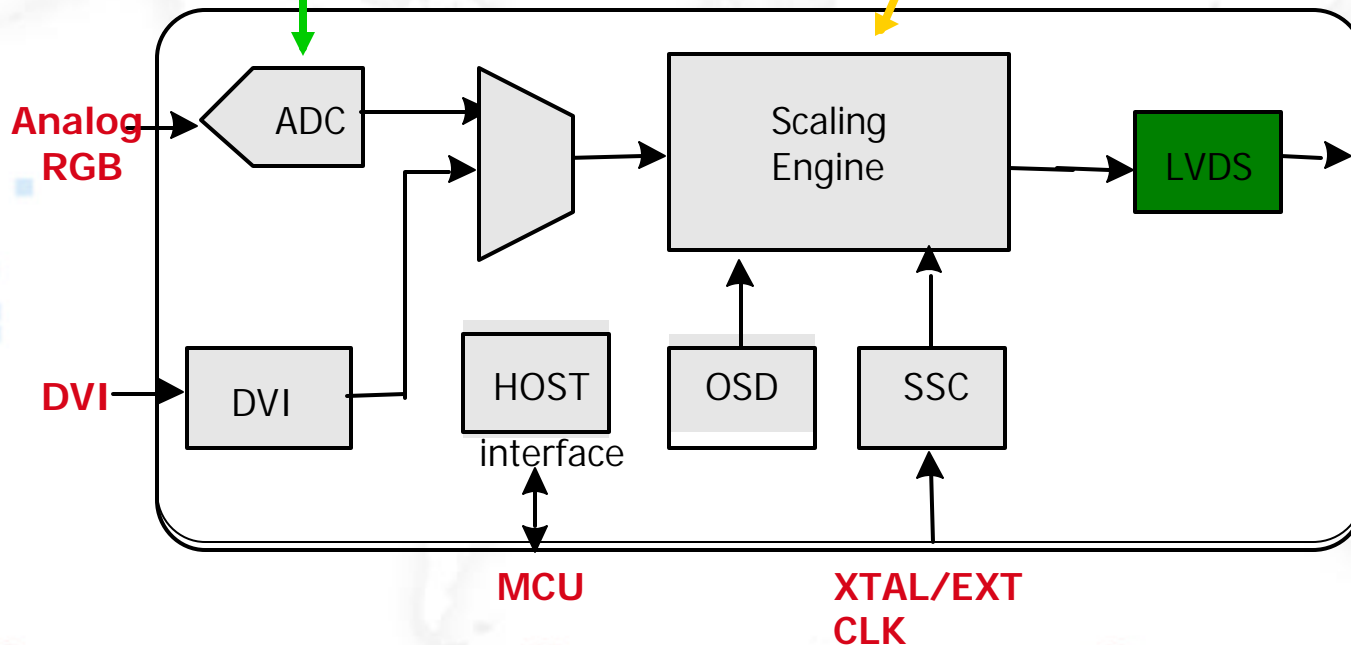 Analog
RGB
ADC
Scaling
Engine
LVDS
DVI
DVI
HOST
interface
OSD
SSC
MCU
XTAL/EXT
CLK